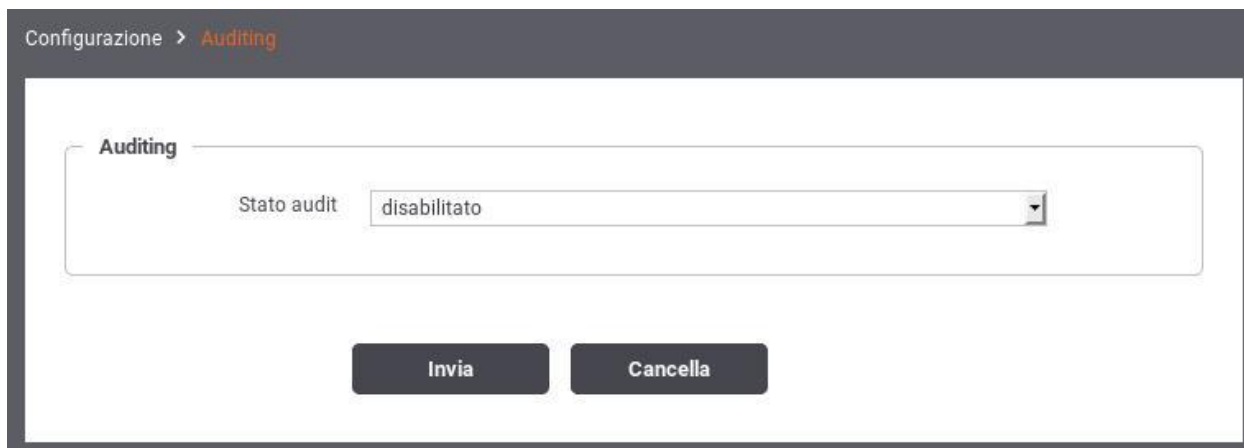 Configurazione > Auditing
Auditing
Stato audit disabilitato
Invia Cancella